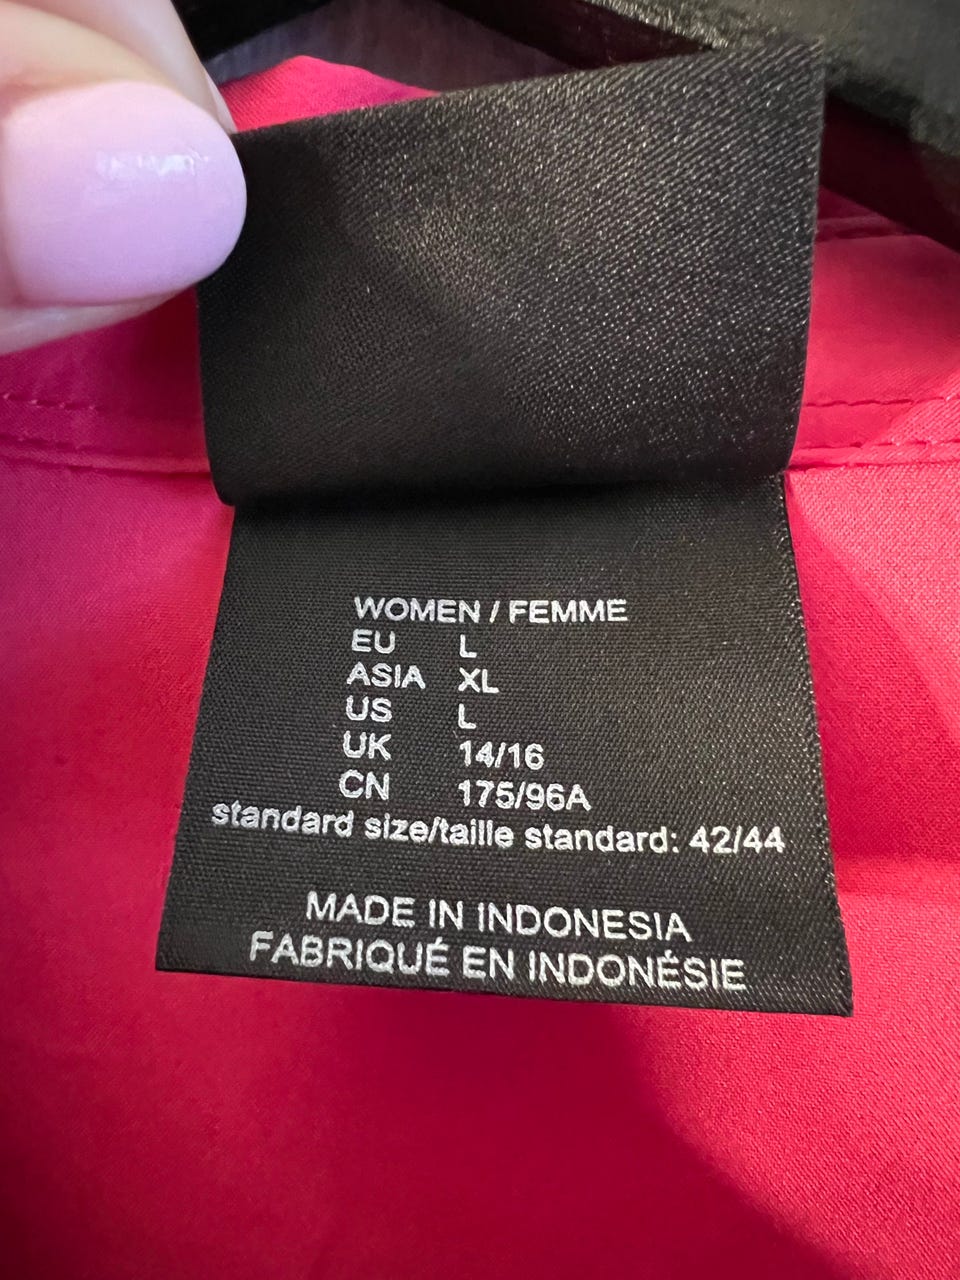 WOMEN / FEMME
EU L
ASIA XL
US L
UK 14/16
CN 175/96A
standard size/taille standard: 42/44
MADE IN INDONESIA
FABRIQUÉ EN INDONÉSIE